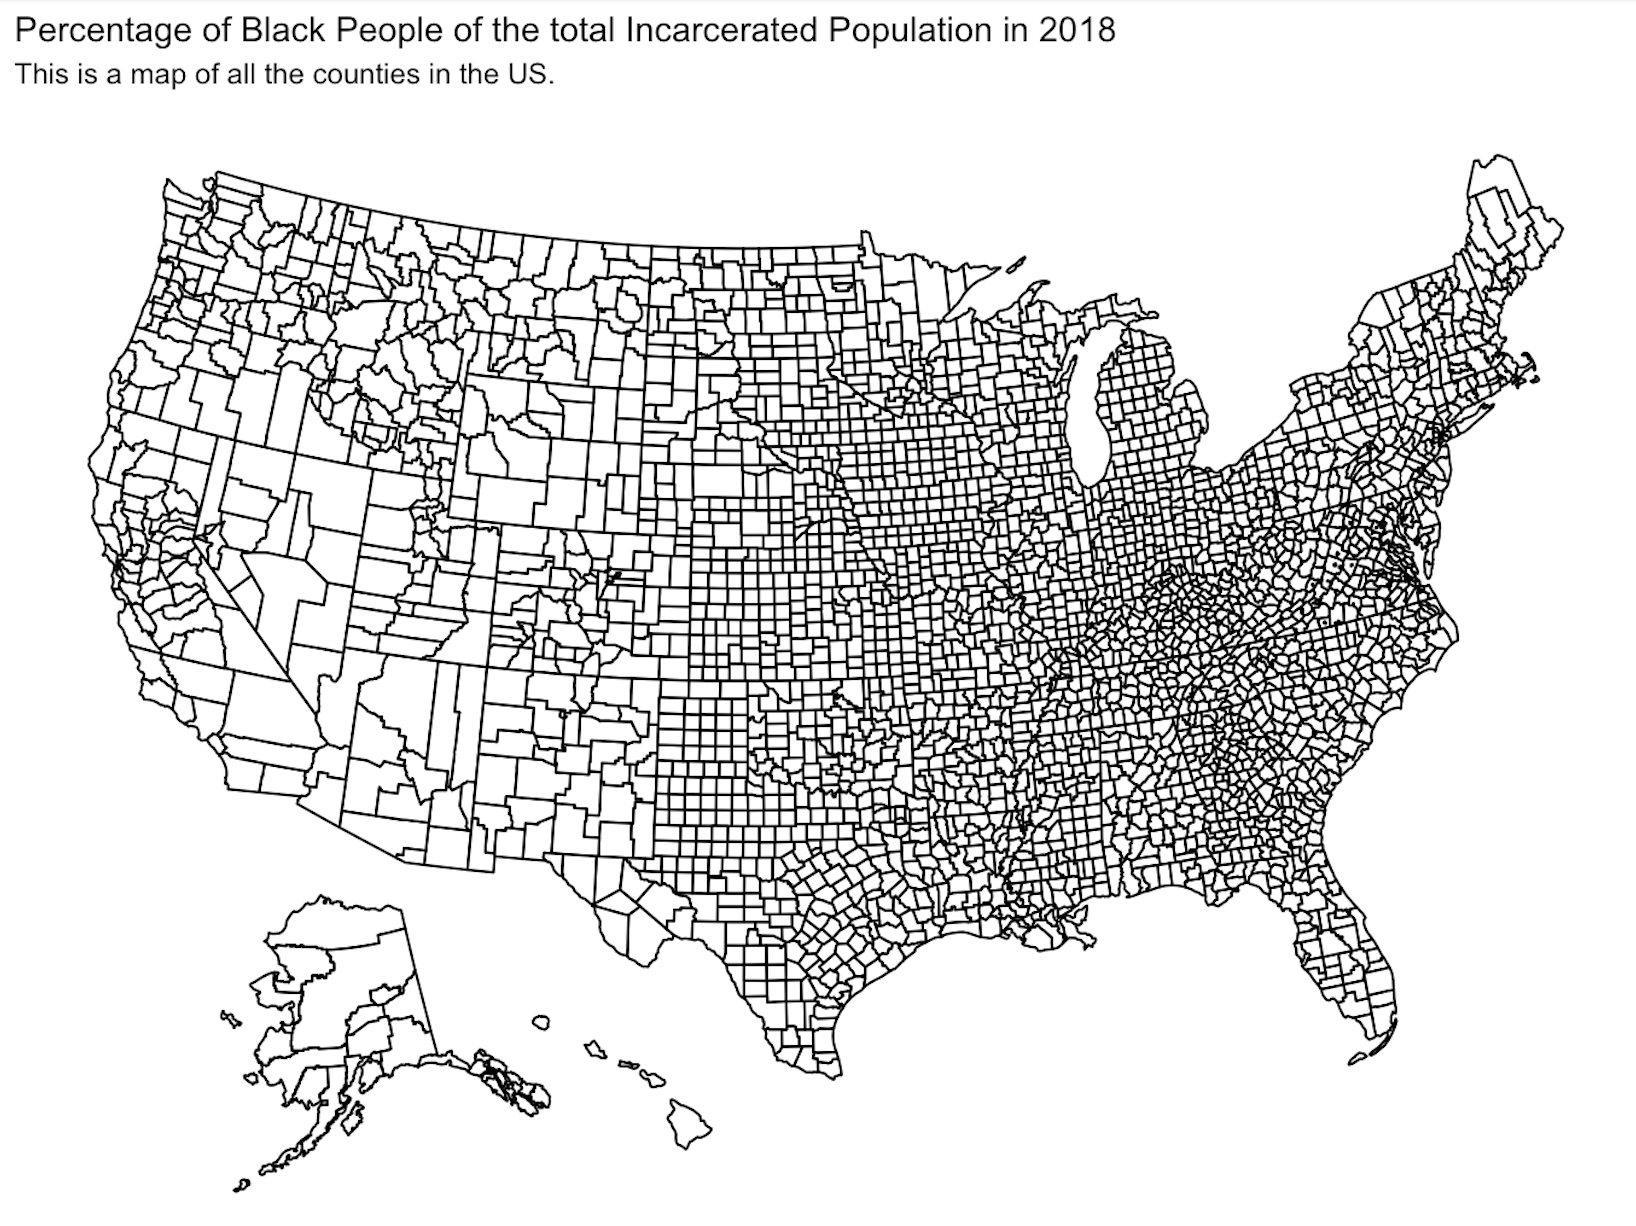 Percentage of Black People of the total Incarcerated Population in 2018
This is a map of all the counties in the US.